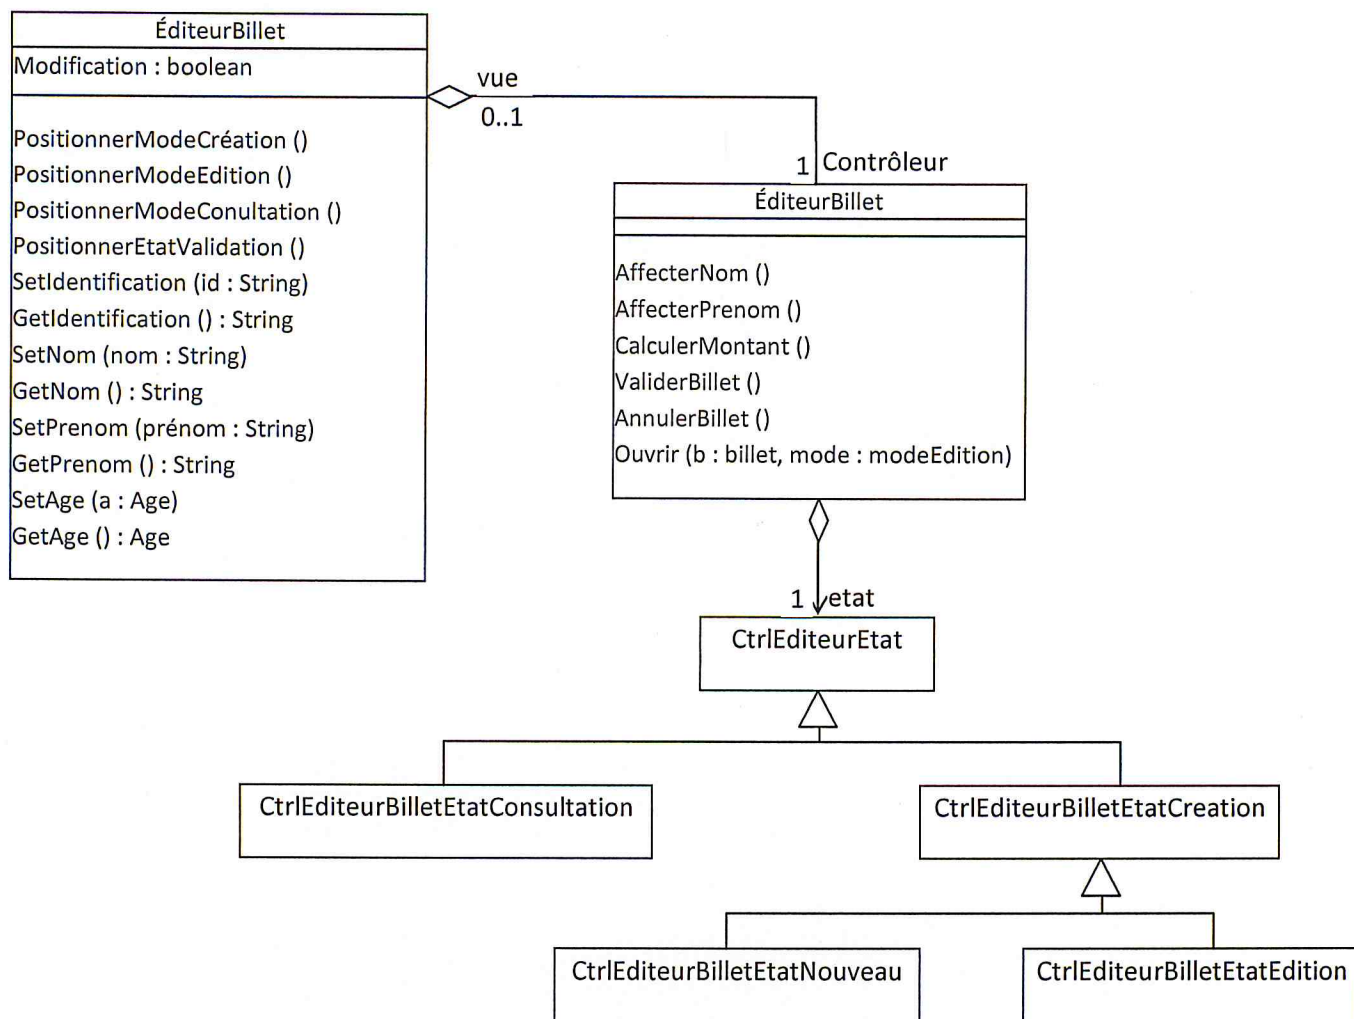 ÉditeurBillet
Modification : boolean
PositionnerModeCréation ()
PositionnerModeEdition ()
PositionnerModeConultation ()
PositionnerEtatValidation ()
SetIdentification (id : String)
GetIdentification () : String
SetNom (nom : String)
GetNom () : String
SetPrenom (prénom : String)
GetPrenom () : String
SetAge (a : Age)
GetAge () : Age
vue
0..1
1 Contrôleur
ÉditeurBillet
AffecterNom ()
AffecterPrenom ()
CalculerMontant ()
ValiderBillet ()
AnnulerBillet ()
Ouvrir (b : billet, mode : modeEdition)
1 etat
CtrlEditeurEtat
CtrlEditeurBilletEtatConsultation
CtrlEditeurBilletEtatCreation
CtrlEditeurBilletEtatNouveau
CtrlEditeurBilletEtatEdition